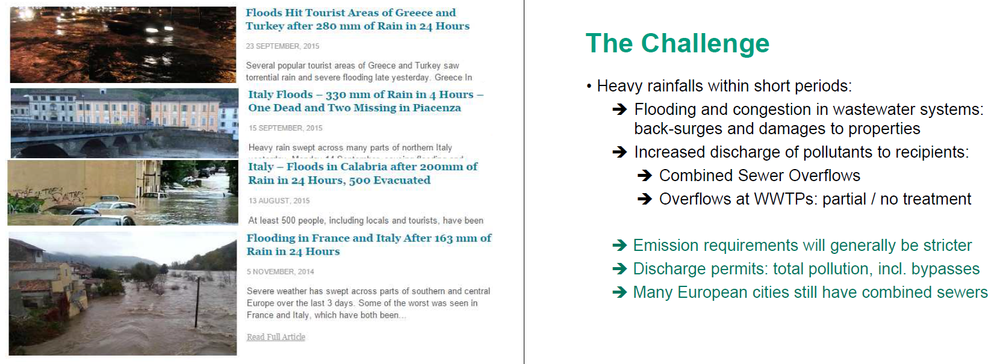 Floods Hit Tourist Areas of Greece and
Turkey after 280 mm of Rain in 24 Hours
23 SEPTEMBER, 2015
Several popular tourist areas of Greece and Turkey saw
torrential rain and severe flooding late yesterday. Greece In
Italy Floods – 330 mm of Rain in 4 Hours –
One Dead and Two Missing in Piacenza
15 SEPTEMBER, 2015
Heavy rain swept across many parts of northern Italy
Italy – Floods in Calabria after 200mm of
Rain in 24 Hours, 500 Evacuated
13 AUGUST, 2015
At least 500 people, including locals and tourists, have been
Flooding in France and Italy After 163 mm of
Rain in 24 Hours
5 NOVEMBER, 2014
Severe weather has swept across parts of southern and central
Europe over the last 3 days. Some of the worst was seen in
France and Italy, which have both been...
Read Full Article
The Challenge
• Heavy rainfalls within short periods:
➔ Flooding and congestion in wastewater systems:
back-surges and damages to properties
➔ Increased discharge of pollutants to recipients:
➔ Combined Sewer Overflows
➔ Overflows at WWTPs: partial / no treatment
➔ Emission requirements will generally be stricter
➔ Discharge permits: total pollution, incl. bypasses
➔ Many European cities still have combined sewers